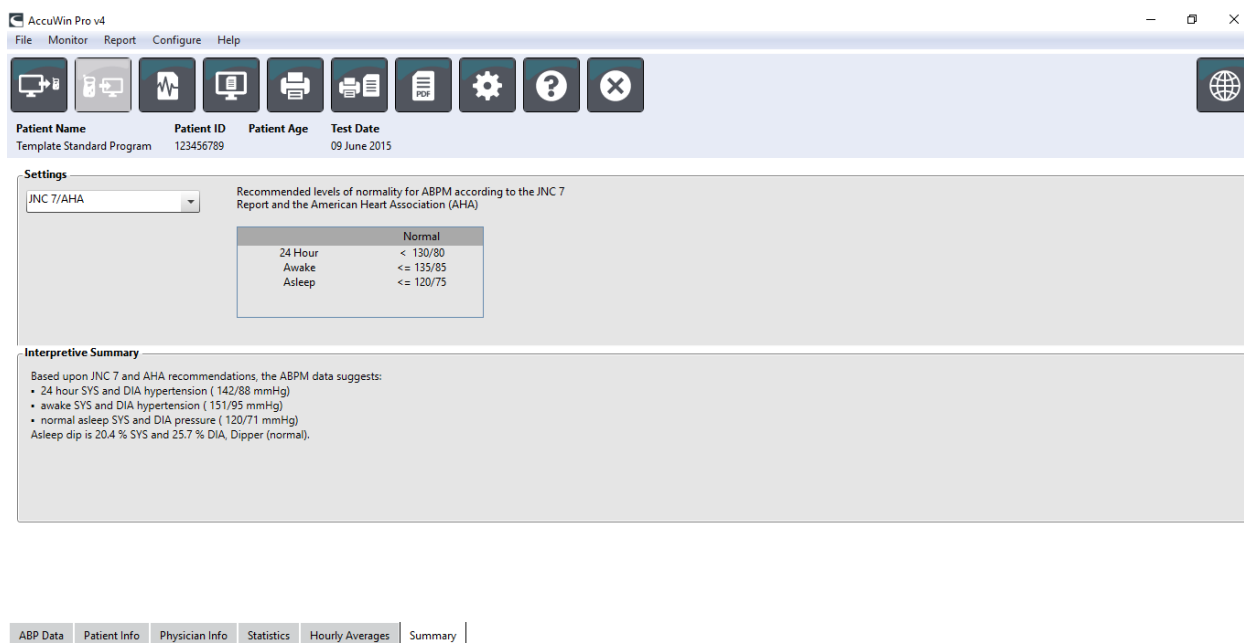 AccuWin Pro v4
File Monitor Report Configure Help
PDF
?
Patient Name Patient ID Patient Age Test Date
Template Standard Program 123456789 09 June 2015
Settings
JNC 7/AHA
Recommended levels of normality for ABPM according to the JNC 7
Report and the American Heart Association (AHA)
Normal
24 Hour < 130/80
Awake <= 135/85
Asleep <= 120/75
Interpretive Summary
Based upon JNC 7 and AHA recommendations, the ABPM data suggests:
• 24 hour SYS and DIA hypertension ( 142/88 mmHg)
• awake SYS and DIA hypertension ( 151/95 mmHg)
• normal asleep SYS and DIA pressure ( 120/71 mmHg)
Asleep dip is 20.4 % SYS and 25.7 % DIA, Dipper (normal).
ABP Data Patient Info Physician Info Statistics Hourly Averages Summary